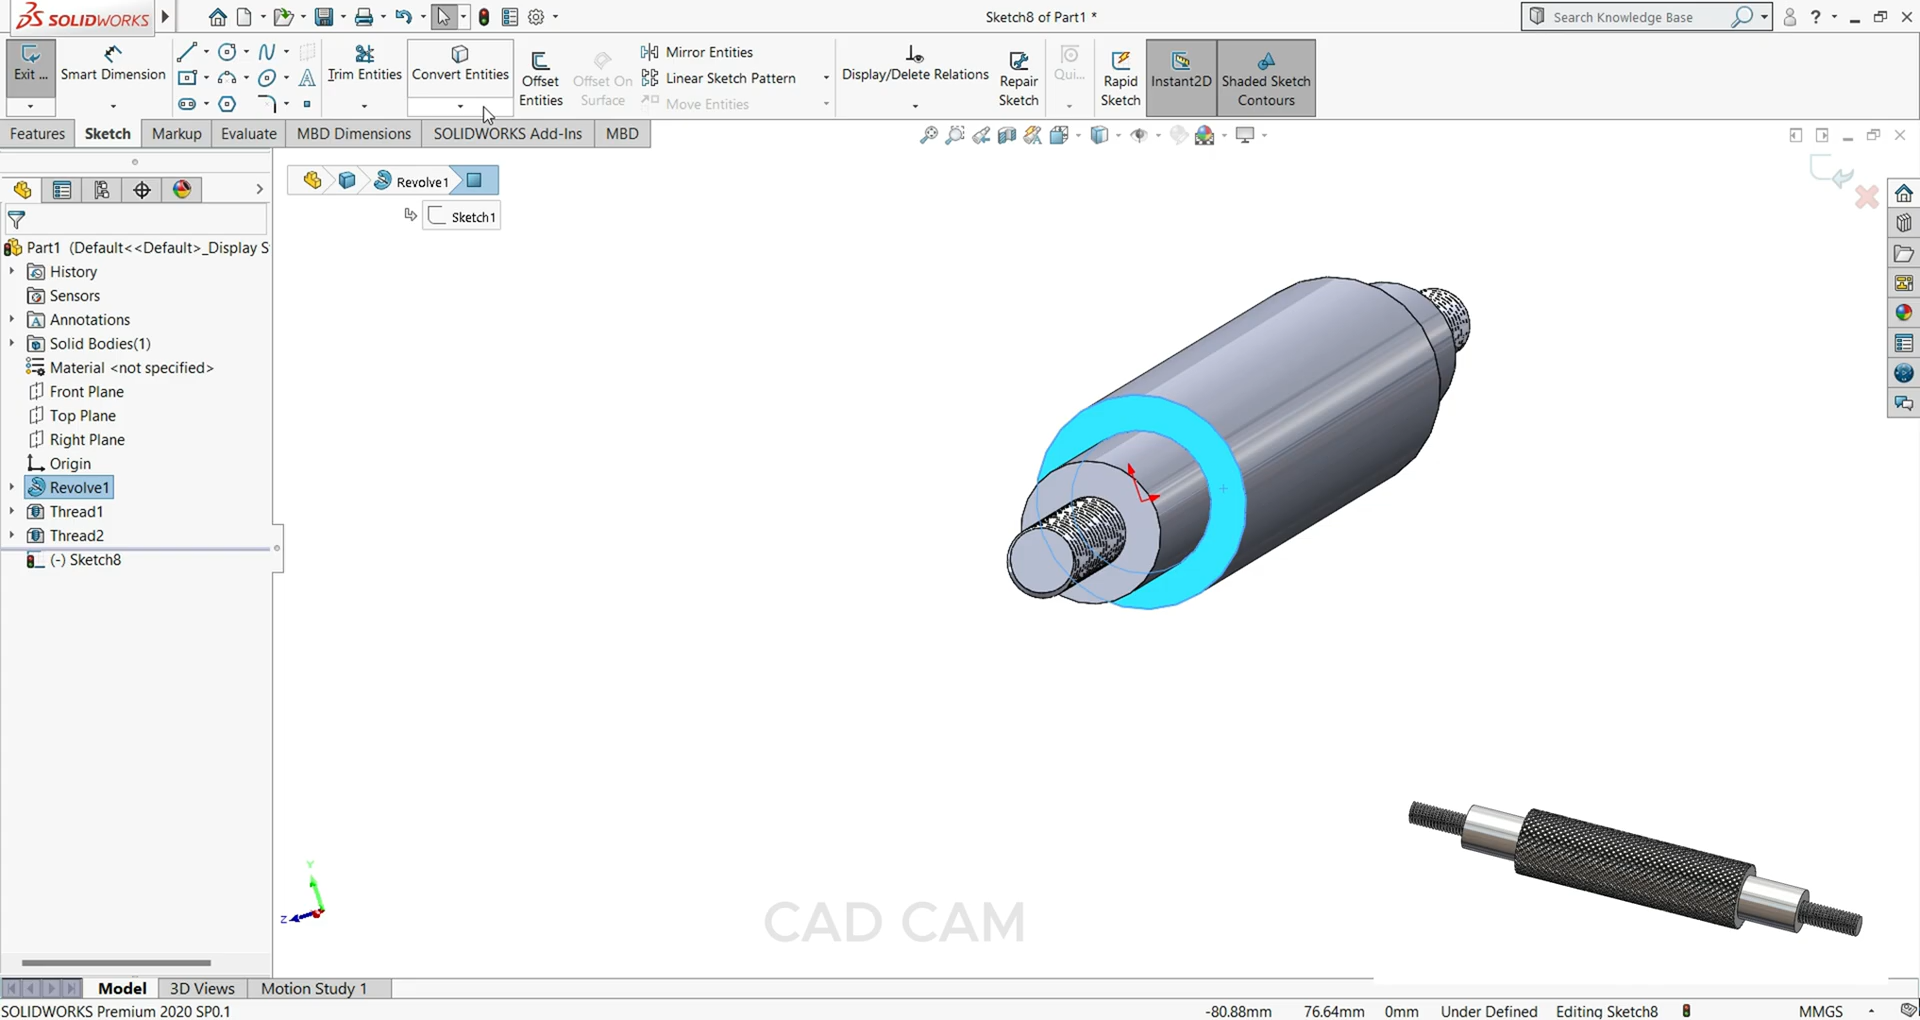 SOLIDWORKS
Sketch8 of Part1 *
Search Knowledge Base
?
Exit ...
Smart Dimension
Trim Entities
Convert Entities
Offset Entities
Offset On Surface
Mirror Entities
Linear Sketch Pattern
Move Entities
Display/Delete Relations
Repair Sketch
Qui...
Rapid Sketch
Instant2D
Shaded Sketch Contours
Features
Sketch
Markup
Evaluate
MBD Dimensions
SOLIDWORKS Add-Ins
MBD
Revolve1
Sketch1
Part1 (Default<<Default>_Display S
History
Sensors
Annotations
Solid Bodies(1)
Material <not specified>
Front Plane
Top Plane
Right Plane
Origin
Revolve1
Thread1
Thread2
(-) Sketch8
Y
Z
CAD CAM
Model
3D Views
Motion Study 1
SOLIDWORKS Premium 2020 SP0.1
-80.88mm
76.64mm
0mm
Under Defined
Editing Sketch8
MMGS